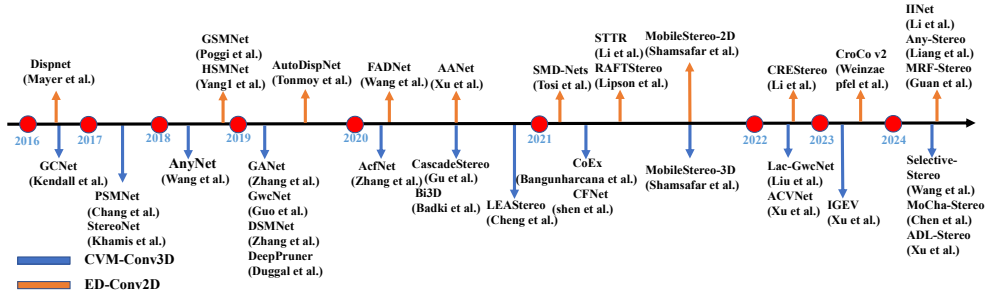 Dispnet
(Mayer et al.)
GSMNet
(Poggi et al.)
HSMNet
(Yang1 et al.)
AutoDispNet
(Tonmoy et al.)
FADNet
(Wang et al.)
AANet
(Xu et al.)
SMD-Nets
(Tosi et al.)
STTR
(Li et al.)
RAFTStereo
(Lipson et al.)
MobileStereo-2D
(Shamsafar et al.)
CREStereo
(Li et al.)
CroCo v2
(Weinzae
pfel et al.)
IINet
(Li et al.)
Any-Stereo
(Liang et al.)
MRF-Stereo
(Guan et al.)
2016
2017
2018
2019
2020
2021
2022
2023
2024
GCNet
(Kendall et al.)
PSMNet
(Chang et al.)
StereoNet
(Khamis et al.)
AnyNet
(Wang et al.)
GANet
(Zhang et al.)
GwcNet
(Guo et al.)
DSMNet
(Zhang et al.)
DeepPruner
(Duggal et al.)
AcfNet
(Zhang et al.)
CascadeStereo
(Gu et al.)
Bi3D
(Badki et al.)
LEAStereo
(Cheng et al.)
CoEx
(Bangunharcana et al.)
CFNet
(shen et al.)
MobileStereo-3D
(Shamsafar et al.)
Lac-GwcNet
(Liu et al.)
ACVNet
(Xu et al.)
IGEV
(Xu et al.)
Selective-
Stereo
(Wang et al.)
MoCha-Stereo
(Chen et al.)
ADL-Stereo
(Xu et al.)
CVM-Conv3D
ED-Conv2D